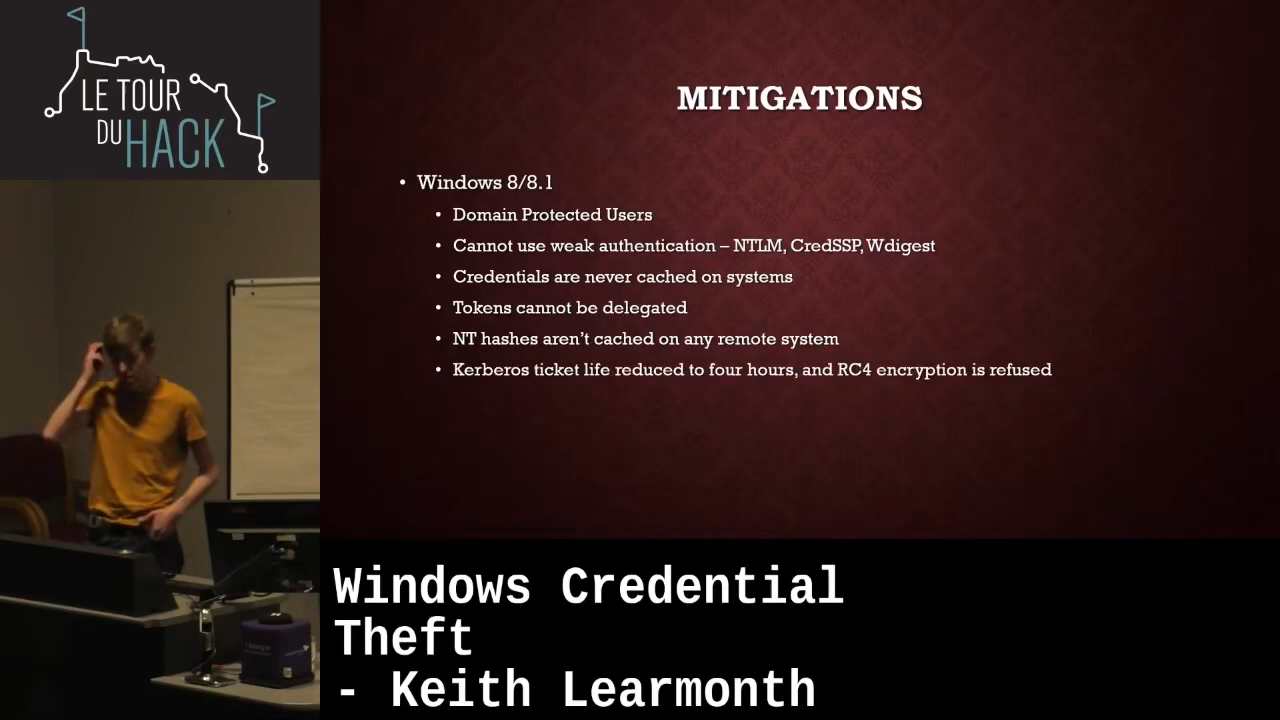 LE TOUR
DU HACK
MITIGATIONS
• Windows 8/8.1
• Domain Protected Users
• Cannot use weak authentication – NTLM, CredSSP, Wdigest
• Credentials are never cached on systems
• Tokens cannot be delegated
• NT hashes aren’t cached on any remote system
• Kerberos ticket life reduced to four hours, and RC4 encryption is refused
Windows Credential
Theft
- Keith Learmonth